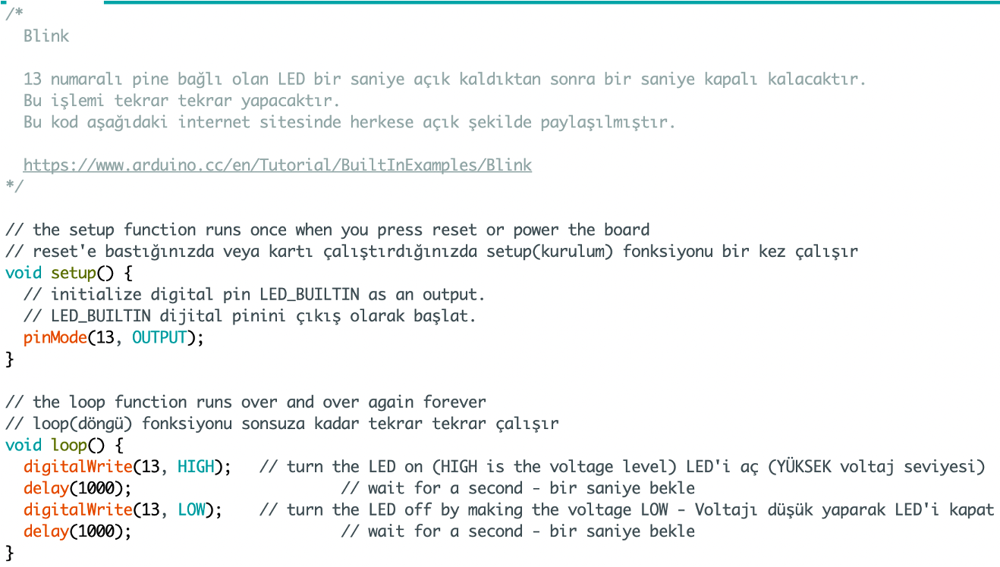 /*
  Blink

  13 numaralı pine bağlı olan LED bir saniye açık kaldıktan sonra bir saniye kapalı kalacaktır.
  Bu işlemi tekrar tekrar yapacaktır.
  Bu kod aşağıdaki internet sitesinde herkese açık şekilde paylaşılmıştır.

  https://www.arduino.cc/en/Tutorial/BuiltInExamples/Blink
*/

// the setup function runs once when you press reset or power the board
// reset'e bastığınızda veya kartı çalıştırdığınızda setup(kurulum) fonksiyonu bir kez çalışır
void setup() {
  // initialize digital pin LED_BUILTIN as an output.
  // LED_BUILTIN dijital pinini çıkış olarak başlat.
  pinMode(13, OUTPUT);
}

// the loop function runs over and over again forever
// loop(döngü) fonksiyonu sonsuza kadar tekrar tekrar çalışır
void loop() {
  digitalWrite(13, HIGH);   // turn the LED on (HIGH is the voltage level) LED'i aç (YÜKSEK voltaj seviyesi)
  delay(1000);                       // wait for a second - bir saniye bekle
  digitalWrite(13, LOW);    // turn the LED off by making the voltage LOW - Voltajı düşük yaparak LED'i kapat
  delay(1000);                       // wait for a second - bir saniye bekle
}